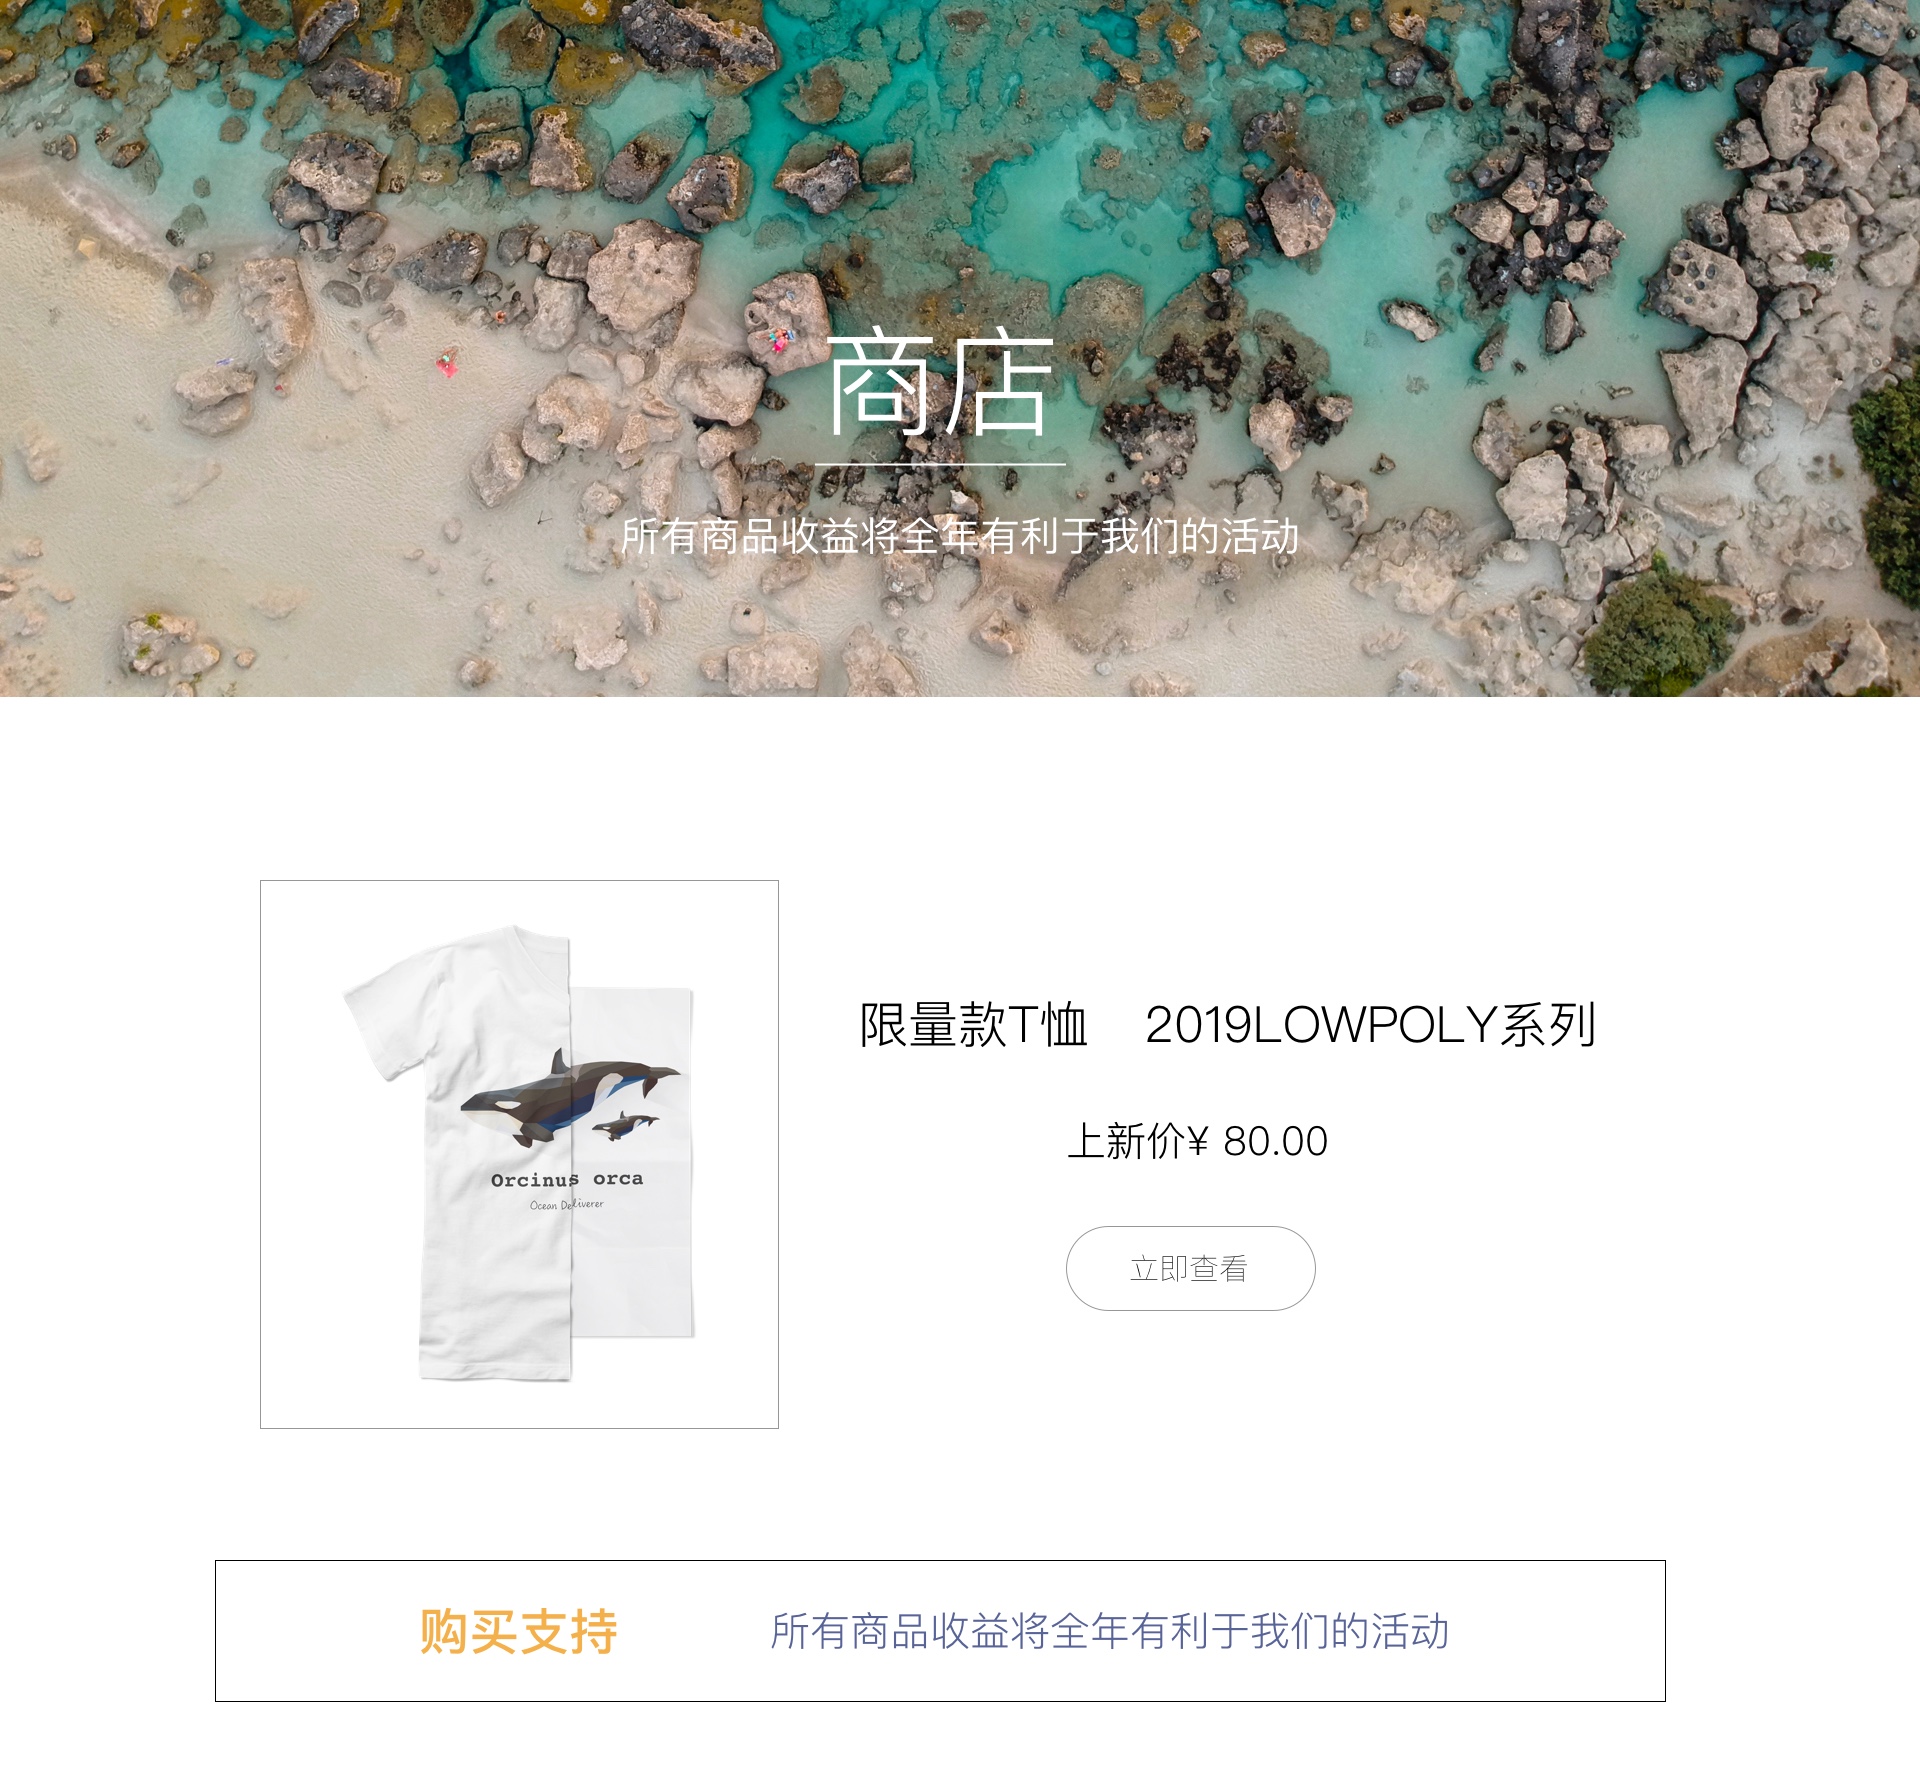 商店
所有商品收益将全年有利于我们的活动
限量款T恤 2019LOWPOLY系列
上新价¥ 80.00
立即查看
Orcinus orca
Ocean Deliverer
购买支持 所有商品收益将全年有利于我们的活动